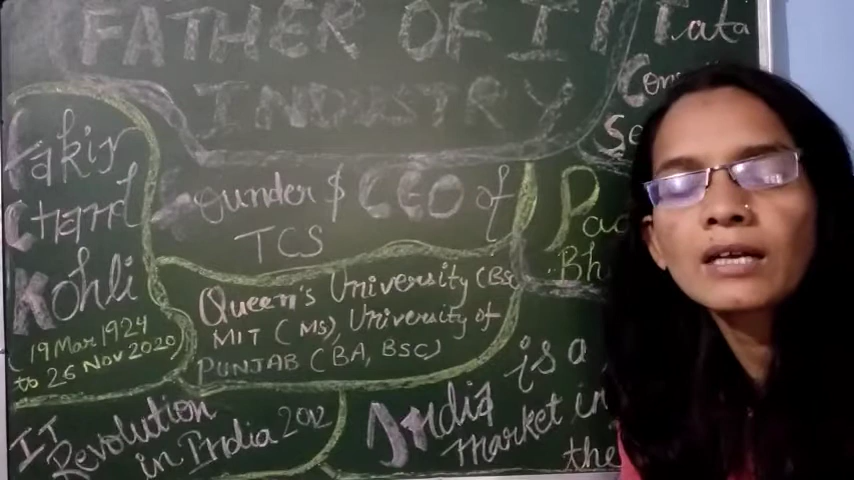 FATHER OF IT
INDUSTRY
Tata
Con
Se
Fakir
Chand
Kohli
(19 Mar 1924
to 26 Nov 2020)
Founder & CEO of
TCS
Queen's University (BSc
MIT (MS), University of
PUNJAB (BA, BSC)
Pad
Bh
IT
Revolution
in India 2012
India is a
market in
the